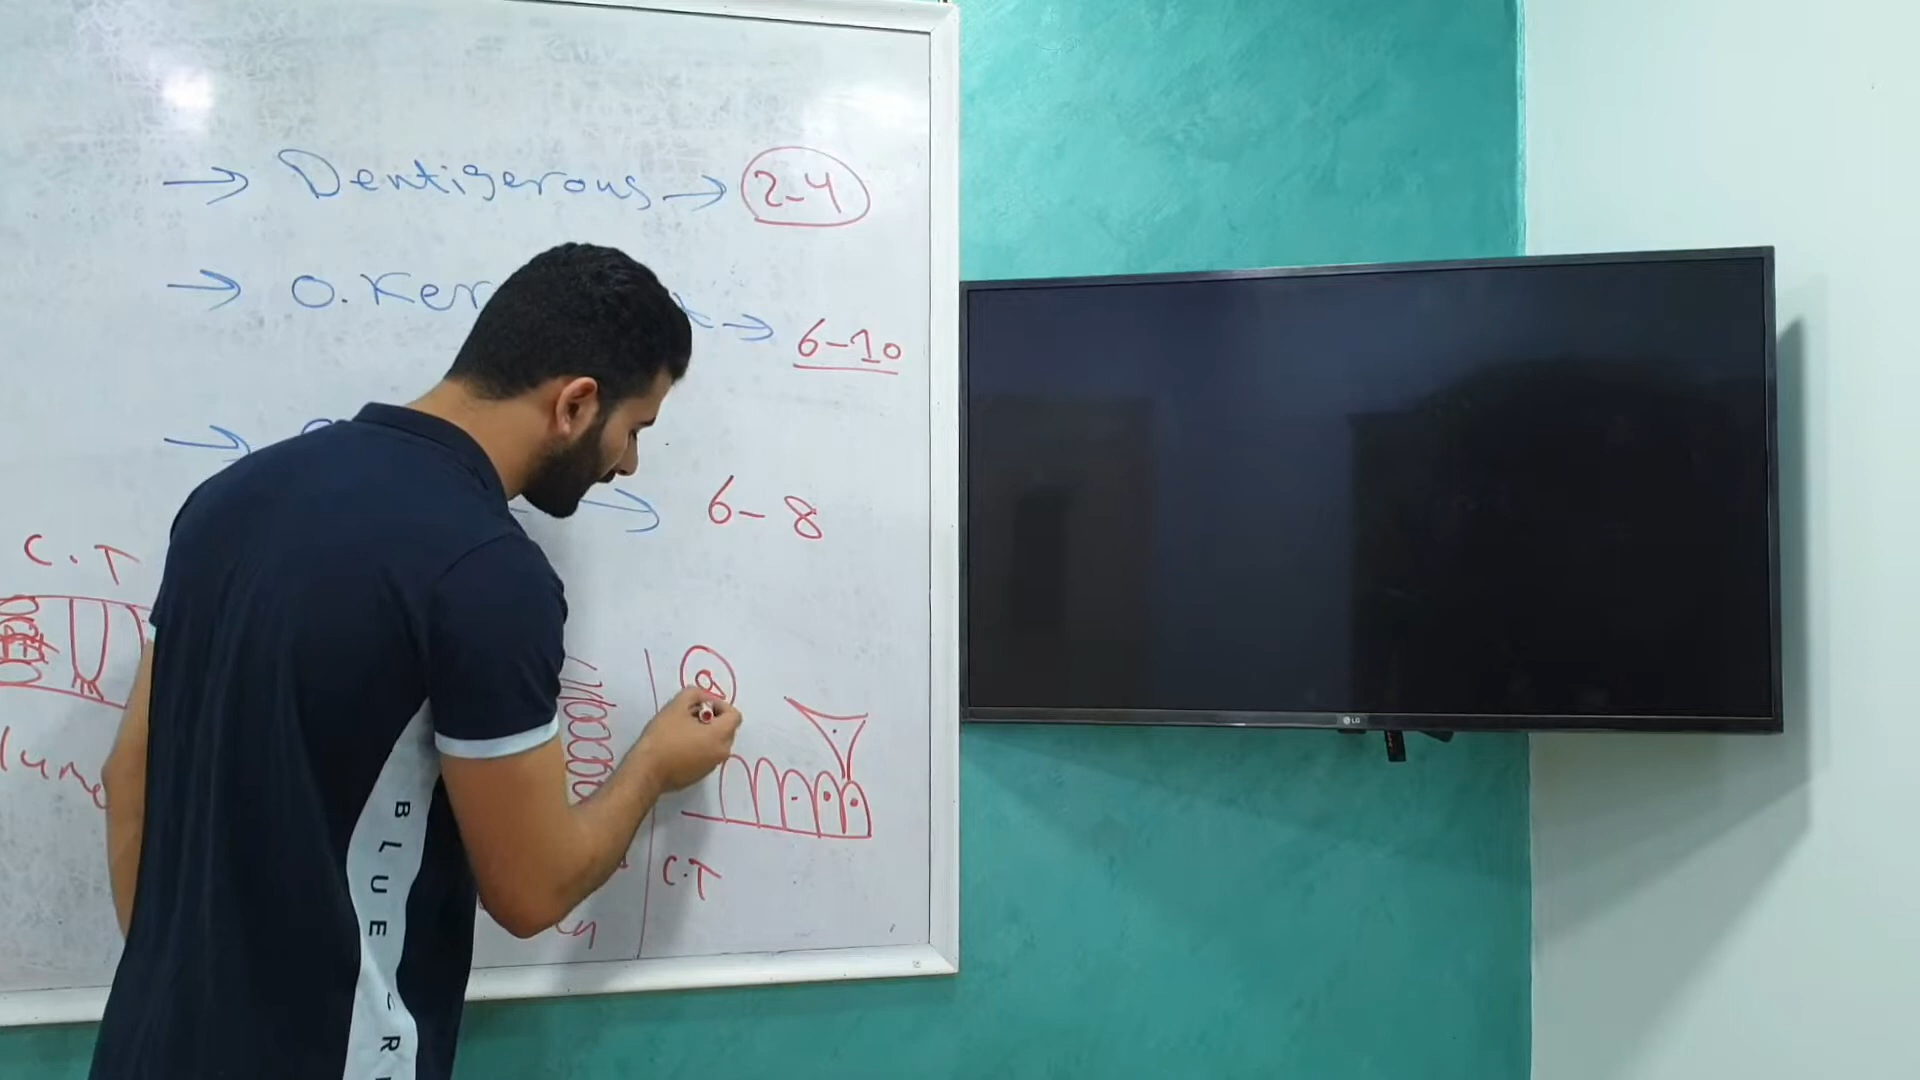 → Dentigerous → 2-4
→ O. Ker → 6-10
→ 6-8
C.T
C.T
BLUE
LG